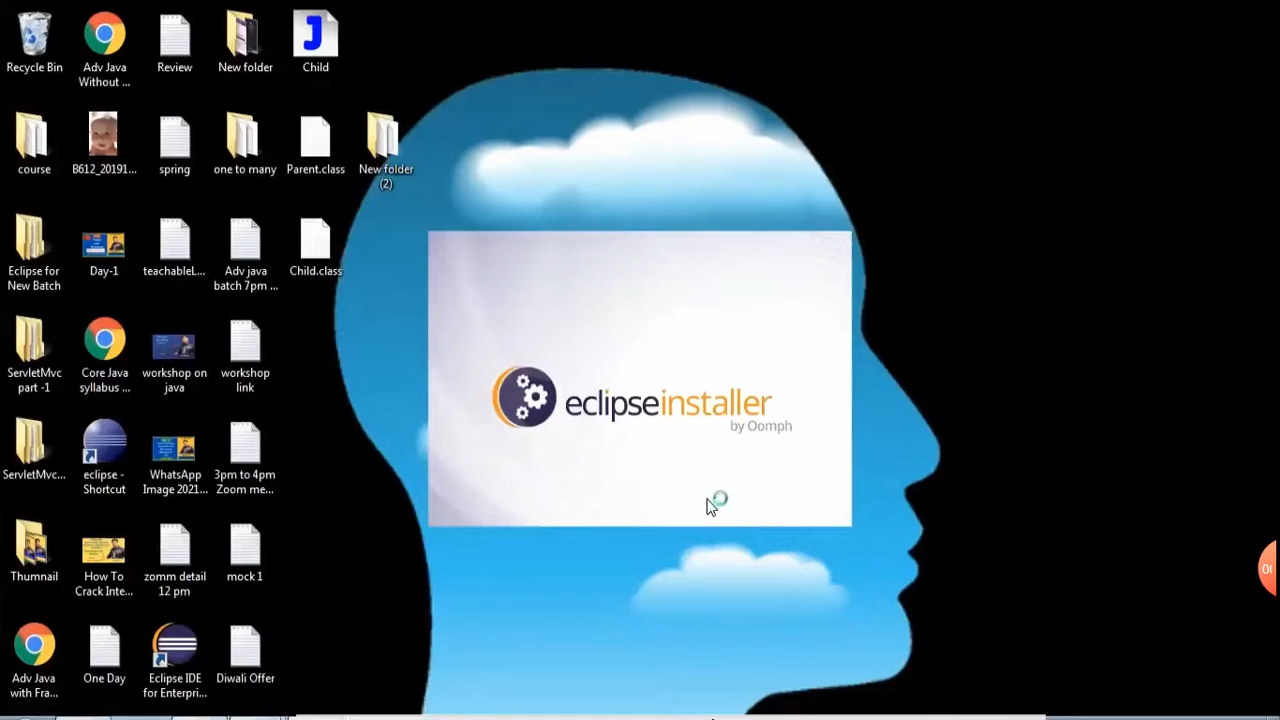 Recycle Bin
Adv Java
Without ...
Review
New folder
Child
course
B612_20191...
spring
one to many
Parent.class
New folder
(2)
Eclipse for
New Batch
Day-1
teachableL...
Adv java
batch 7pm ...
Child.class
ServletMvc
part -1
Core Java
syllabus ...
workshop on
java
workshop
link
ServletMvc...
eclipse -
Shortcut
WhatsApp
Image 2021...
3pm to 4pm
Zoom me...
Thumnail
How To
Crack Inte...
zomm detail
12 pm
mock 1
Adv Java
with Fra...
One Day
Eclipse IDE
for Enterpri...
Diwali Offer
eclipseinstaller
by Oomph